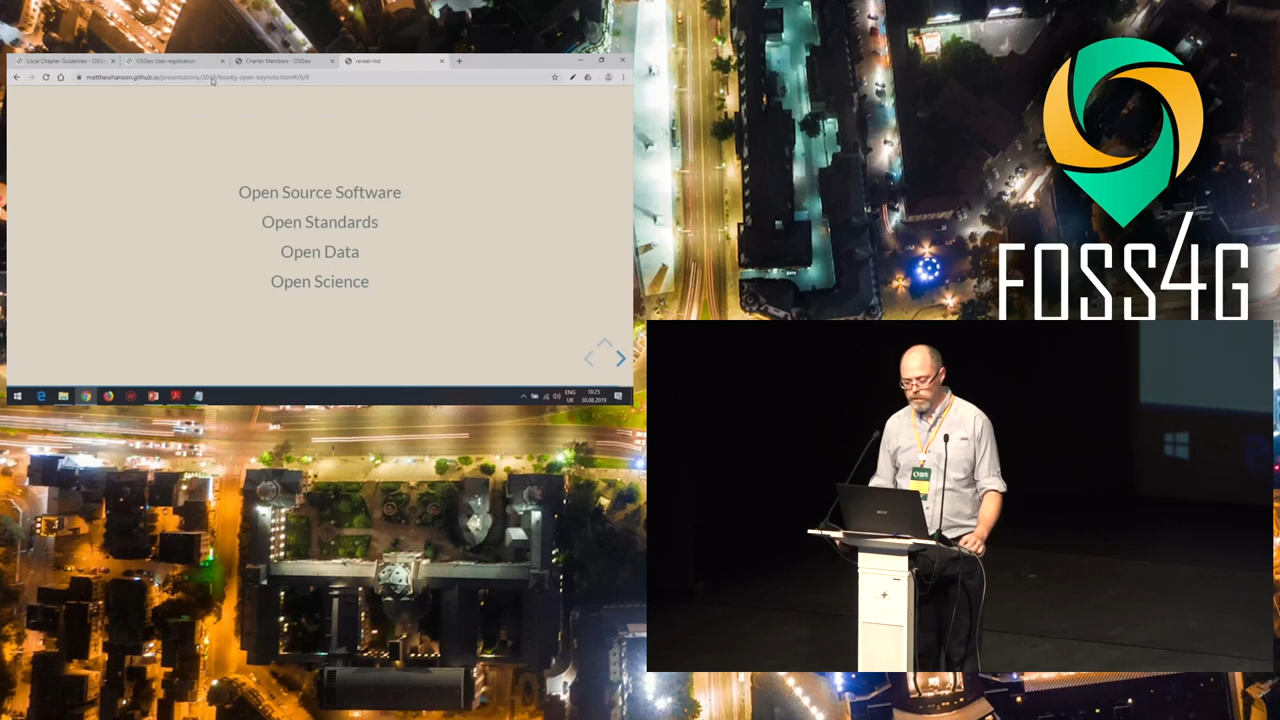 Local Chapter Guidelines - OSGeo
OSGeo User registration
Charter Members - OSGeo
reveal-md
matthewhanson.github.io/presentations/2019/foss4g-open-keynote.html#/6/8
Open Source Software
Open Standards
Open Data
Open Science
ENG
UK
18:25
30.08.2019
FOSS4G
acer